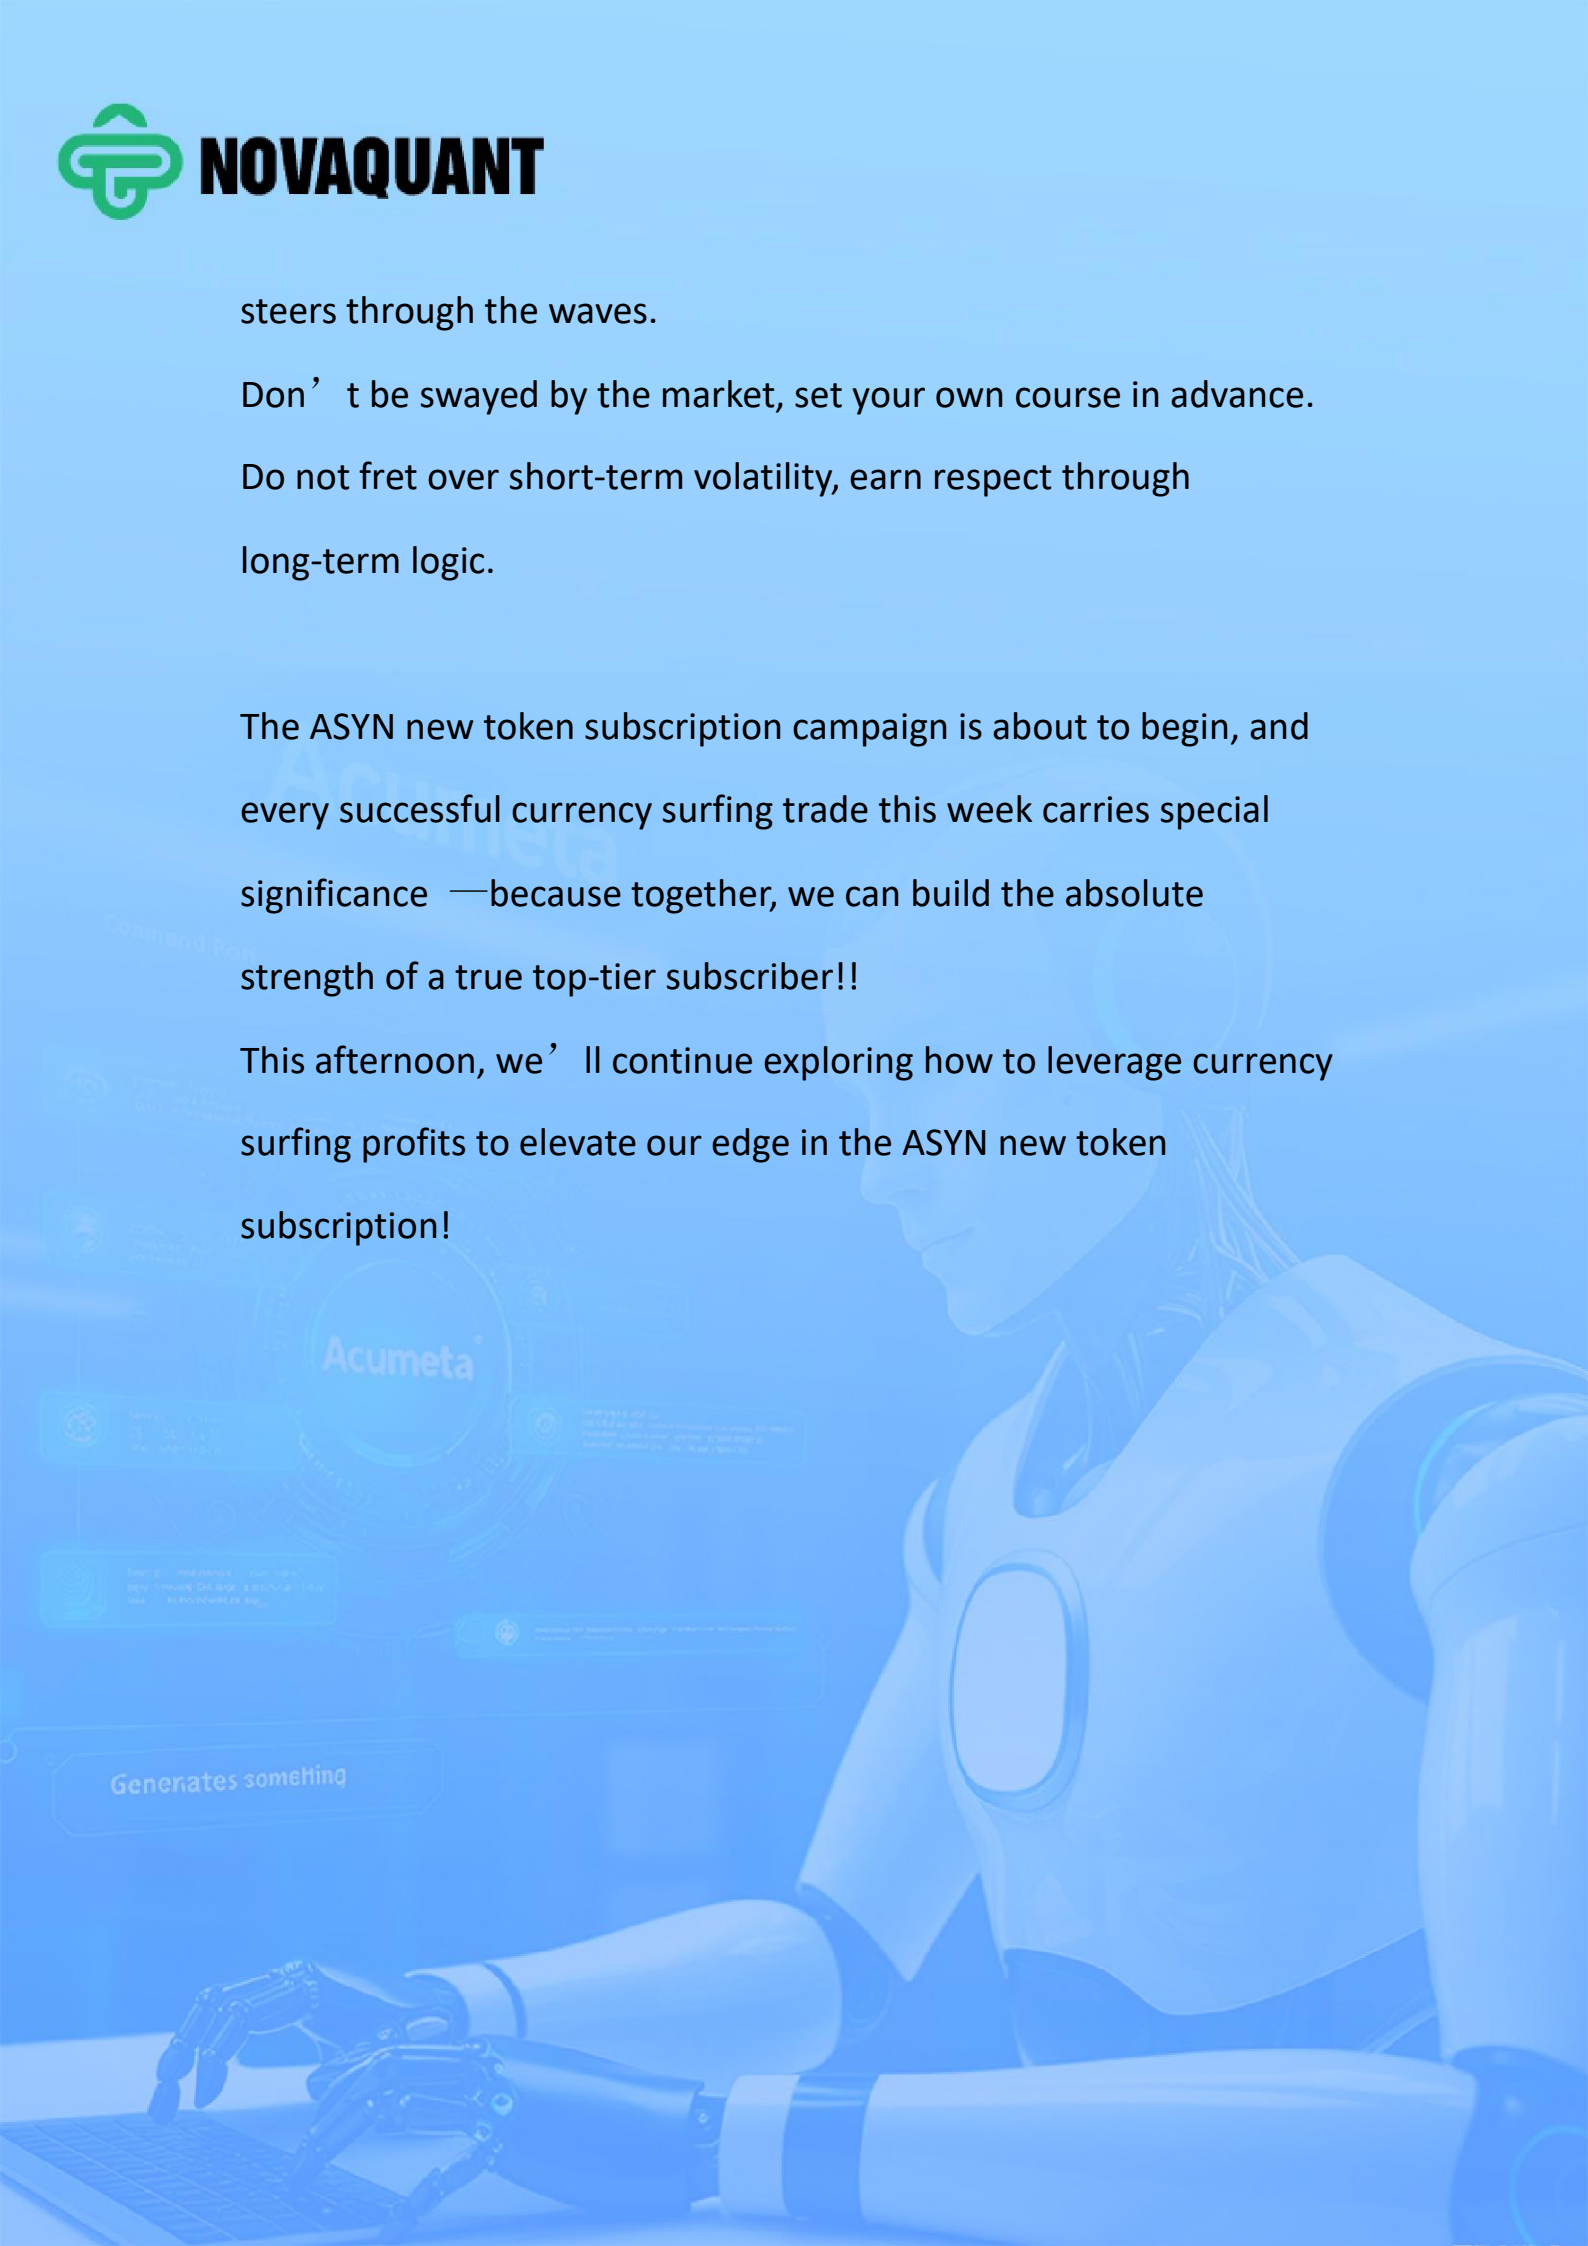 NOVAQUANT
steers through the waves.
Don’t be swayed by the market, set your own course in advance.
Do not fret over short-term volatility, earn respect through
long-term logic.
The ASYN new token subscription campaign is about to begin, and
every successful currency surfing trade this week carries special
significance —because together, we can build the absolute
strength of a true top-tier subscriber!!
This afternoon, we’ll continue exploring how to leverage currency
surfing profits to elevate our edge in the ASYN new token
subscription!
Acumeta
Acumeta
Generates something